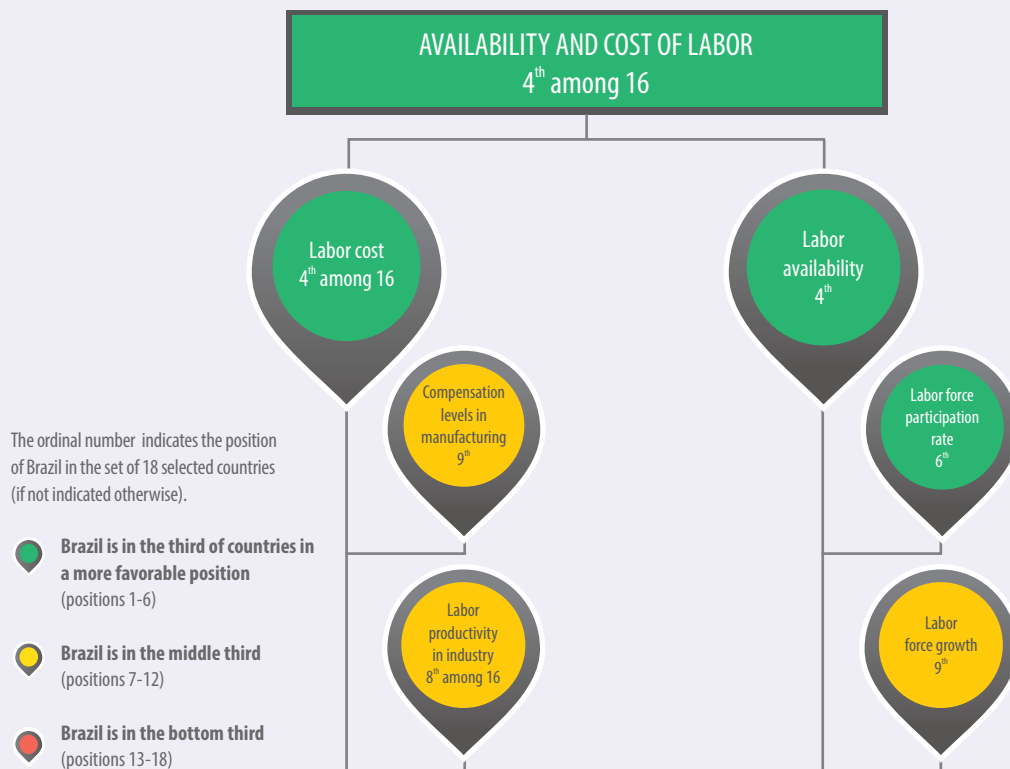 AVAILABILITY AND COST OF LABOR
4th among 16
Labor cost
4th among 16
Labor
availability
4th
Compensation
levels in
manufacturing
9th
Labor force
participation
rate
6th
The ordinal number indicates the position
of Brazil in the set of 18 selected countries
(if not indicated otherwise).
Brazil is in the third of countries in
a more favorable position
(positions 1-6)
Brazil is in the middle third
(positions 7-12)
Brazil is in the bottom third
(positions 13-18)
Labor
productivity
in industry
8th among 16
Labor
force growth
9th